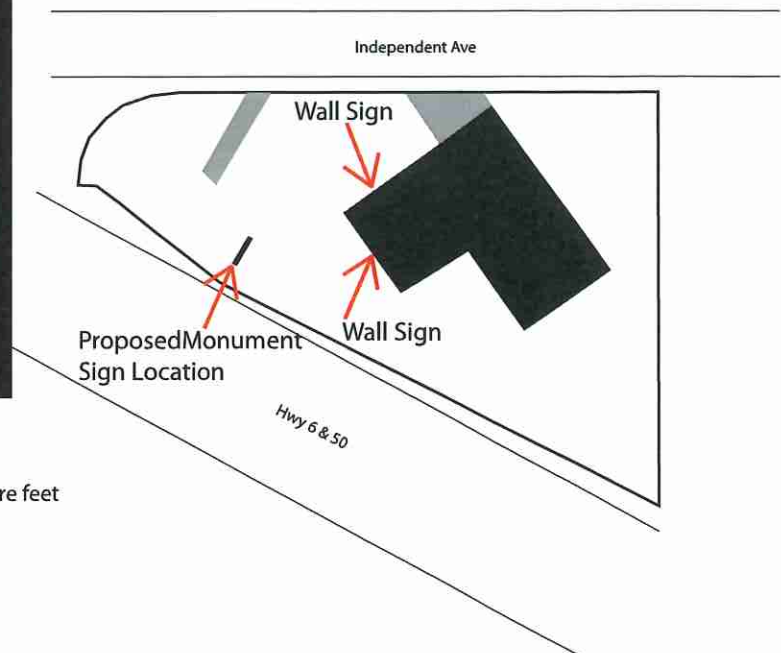 Independent Ave
Wall Sign
ProposedMonument
Sign Location
Wall Sign
Hwy 6 & 50
re feet